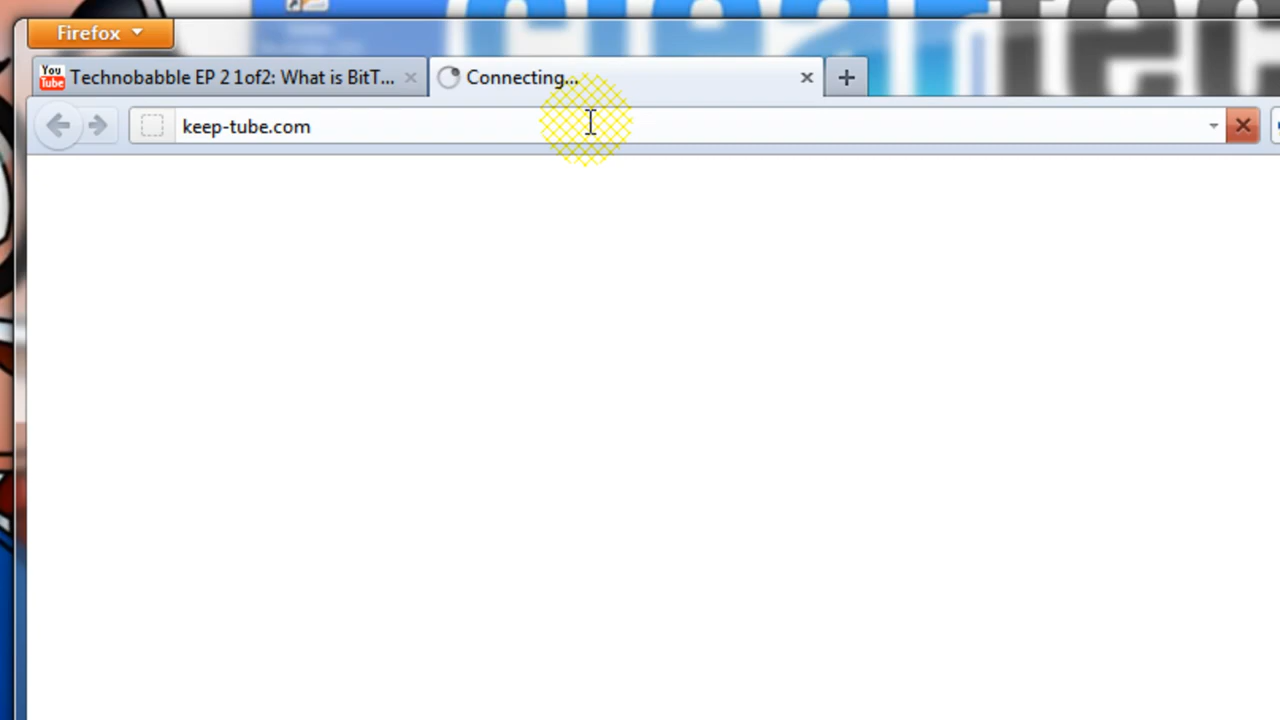 Firefox
You Tube Technobabble EP 2 1of2: What is BitT...
Connecting...
keep-tube.com